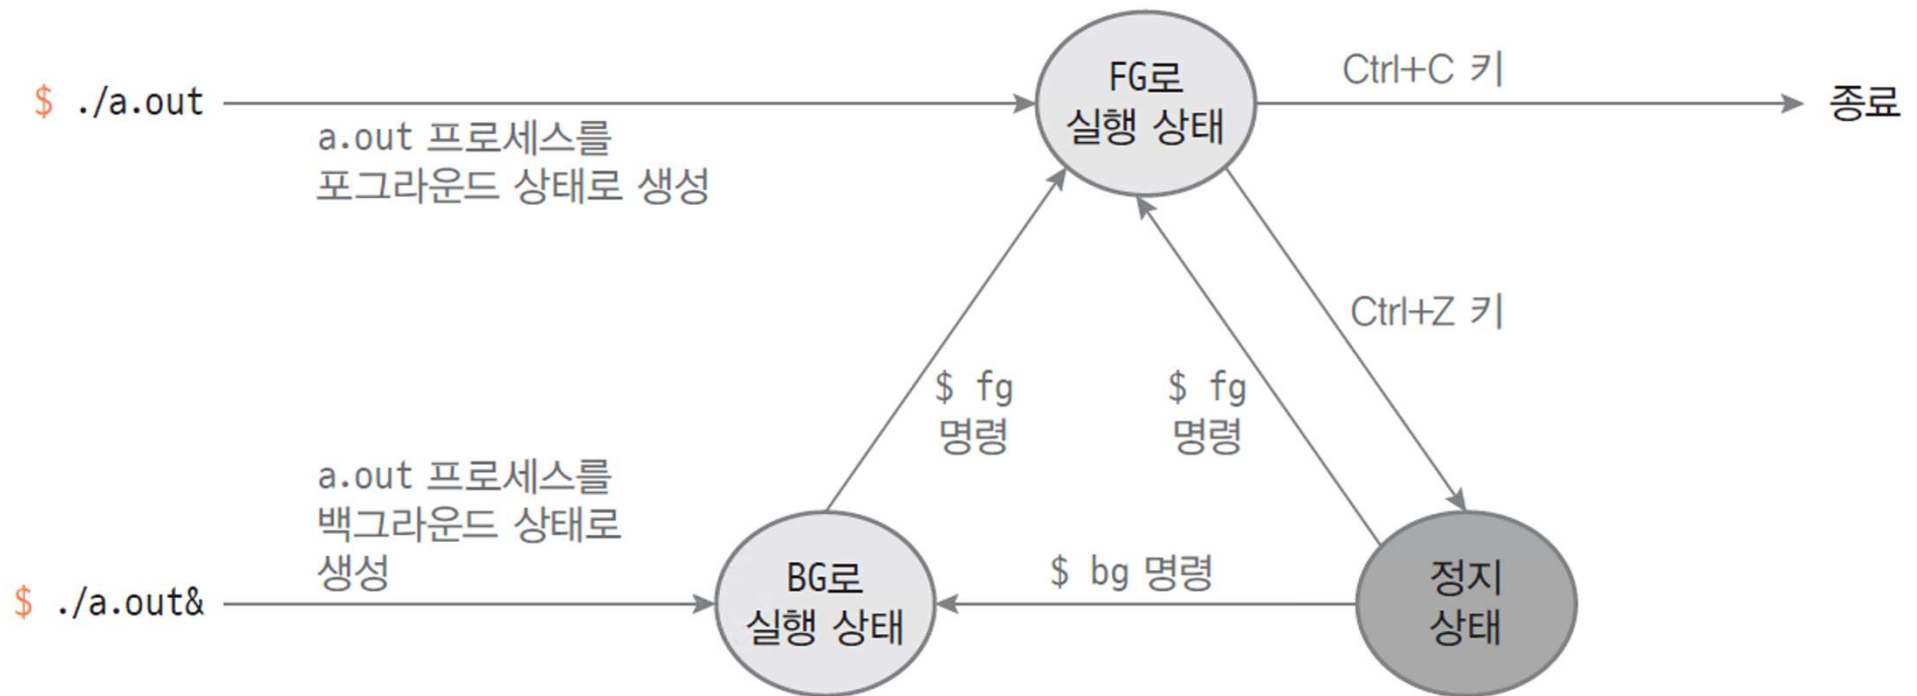 $ ./a.out
a.out 프로세스를
포그라운드 상태로 생성
FG로
실행 상태
Ctrl+C 키
종료
Ctrl+Z 키
$ fg
명령
$ fg
명령
a.out 프로세스를
백그라운드 상태로
생성
$ ./a.out&
BG로
실행 상태
$ bg 명령
정지
상태